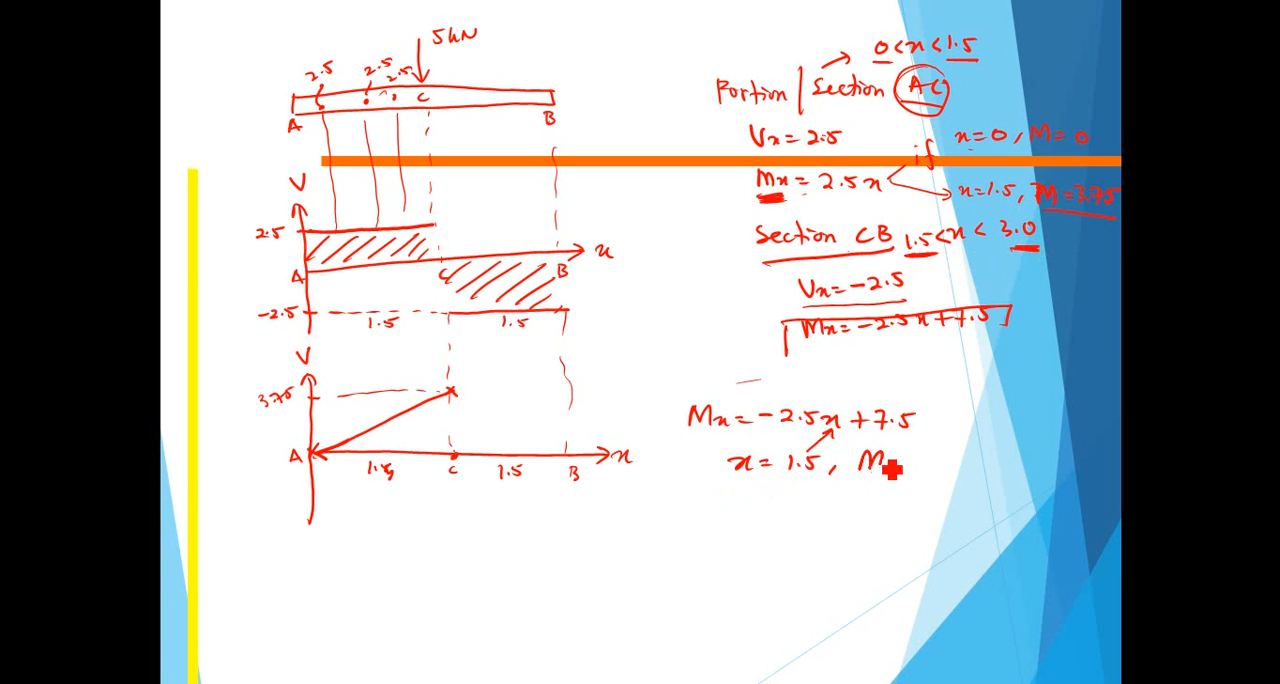 5kN
2.5 2.5 2.5 C
A B
V
2.5
A C B x
-2.5 1.5 1.5
V
3.75
A 1.5 C 1.5 B x
0<x<1.5
Portion | Section AC
Vx=2.5
if x=0, M=0
Mx = 2.5x
x=1.5, M=3.75
Section CB 1.5<x<3.0
Vx=-2.5
Mx=-2.5x+7.5
Mx=-2.5x+7.5
x=1.5, M